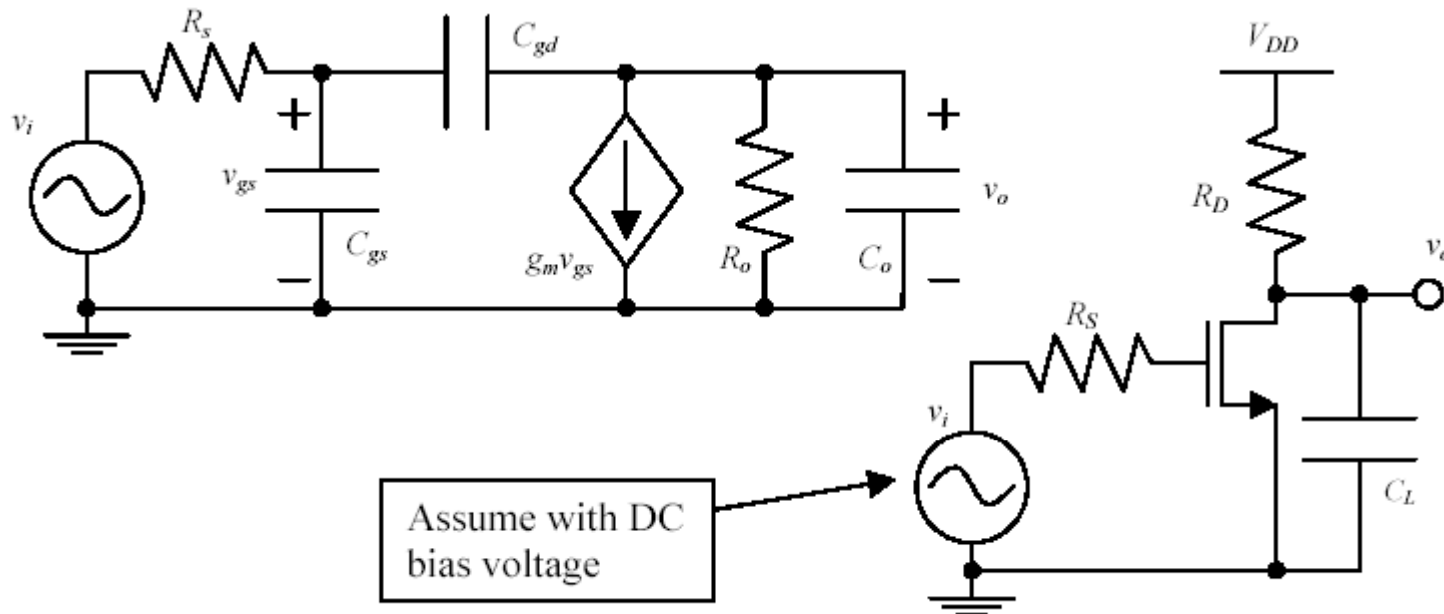 R_s
C_gd
V_DD
v_i
+
+
v_gs
v_o
R_D
C_gs
g_m v_gs
R_o
C_o
−
−
R_S
v_i
C_L
Assume with DC
bias voltage